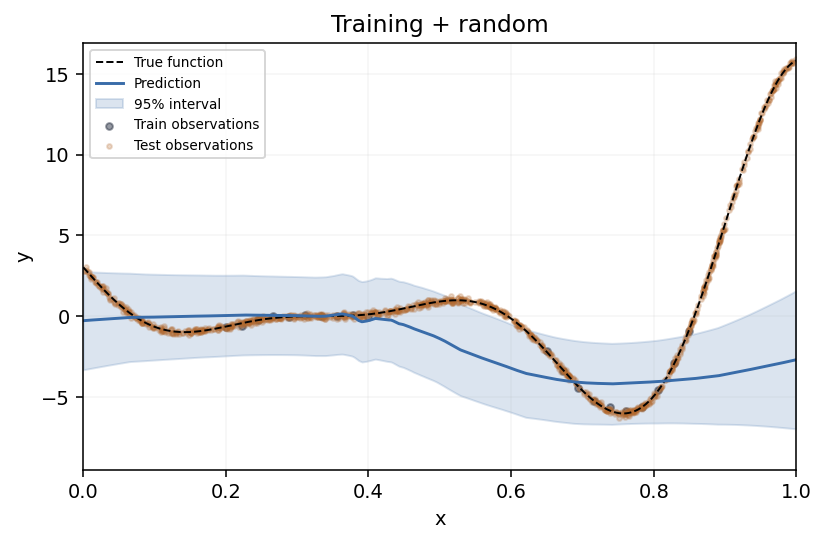 Training + random
True function
Prediction
95% interval
Train observations
Test observations
y
15
10
5
0
−5
0.0 0.2 0.4 0.6 0.8 1.0
x